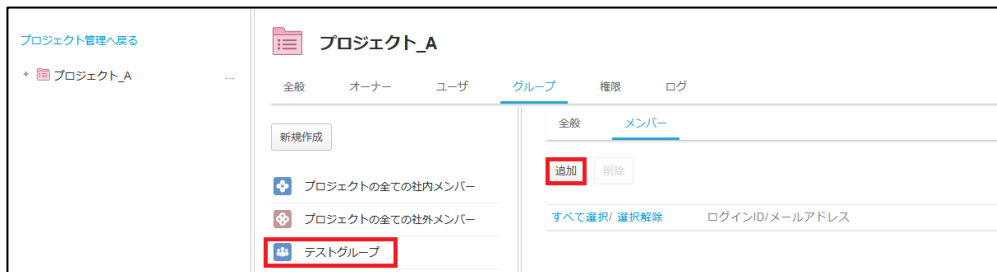 プロジェクト管理へ戻る
+ プロジェクト_A ...
プロジェクト_A
全般 オーナー ユーザ グループ 権限 ログ
新規作成
プロジェクトの全ての社内メンバー
プロジェクトの全ての社外メンバー
テストグループ
全般 メンバー
追加 削除
すべて選択/ 選択解除 ログインID/メールアドレス